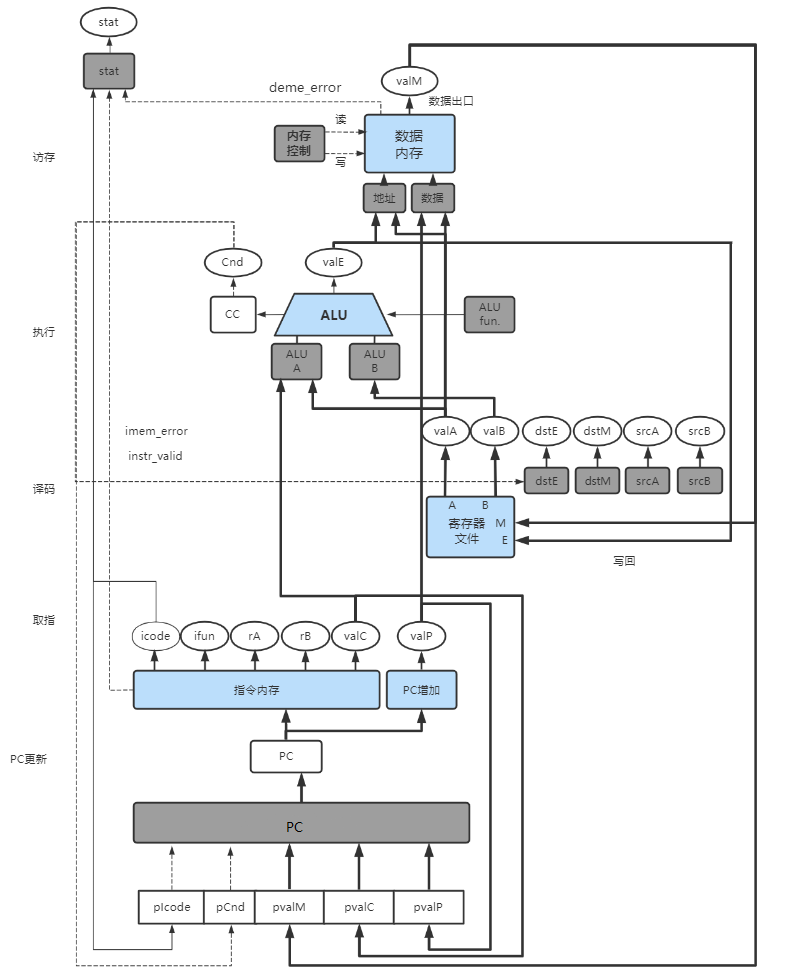 stat
stat
valM
deme_error
数据出口
读
内存
控制
数据
内存
写
访存
地址
数据
Cnd
valE
CC
ALU
ALU
fun.
执行
ALU
A
ALU
B
imem_error
valA
valB
dstE
dstM
srcA
srcB
instr_valid
译码
dstE
dstM
srcA
srcB
A
B
寄存器
文件
M
E
写回
取指
icode
ifun
rA
rB
valC
valP
指令内存
PC增加
PC更新
PC
PC
pIcode
pCnd
pvalM
pvalC
pvalP